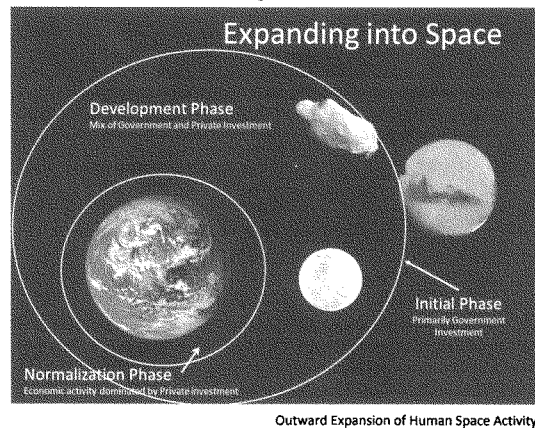 Expanding into Space
Development Phase
Mix of Government and Private Investment
Initial Phase
Primarily Government
Investment
Normalization Phase
Economic activity dominated by Private investment
Outward Expansion of Human Space Activity